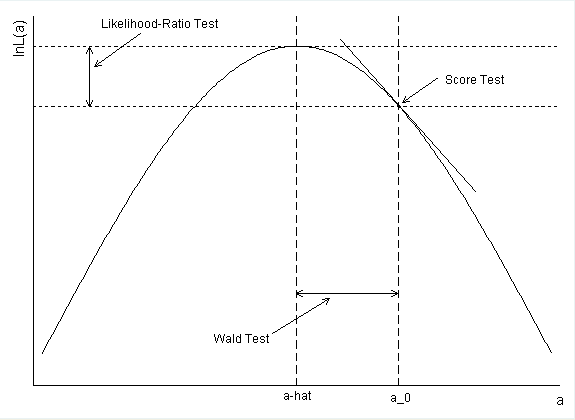 lnL(a)
Likelihood-Ratio Test
Score Test
Wald Test
a-hat
a_0
a